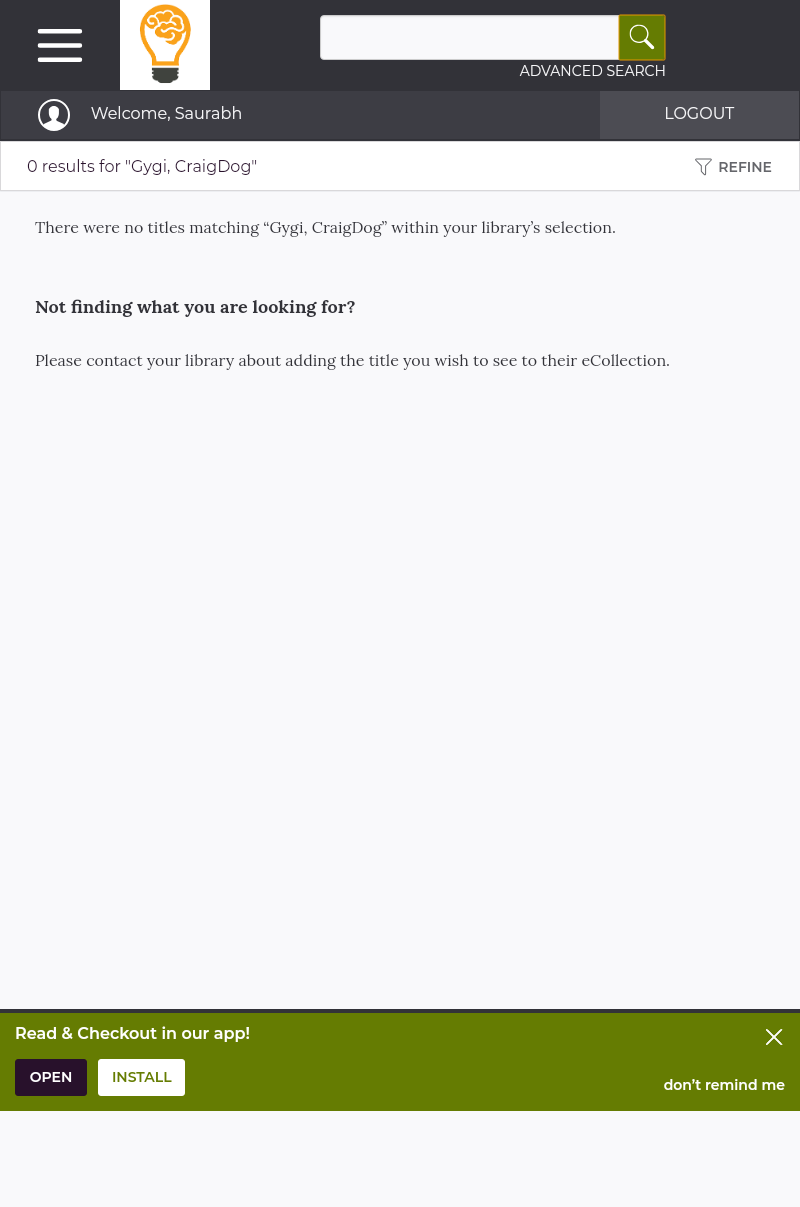 ADVANCED SEARCH
Welcome, Saurabh
LOGOUT
0 results for "Gygi, CraigDog"
REFINE
There were no titles matching “Gygi, CraigDog” within your library’s selection.
Not finding what you are looking for?
Please contact your library about adding the title you wish to see to their eCollection.
Read & Checkout in our app!
OPEN
INSTALL
don’t remind me